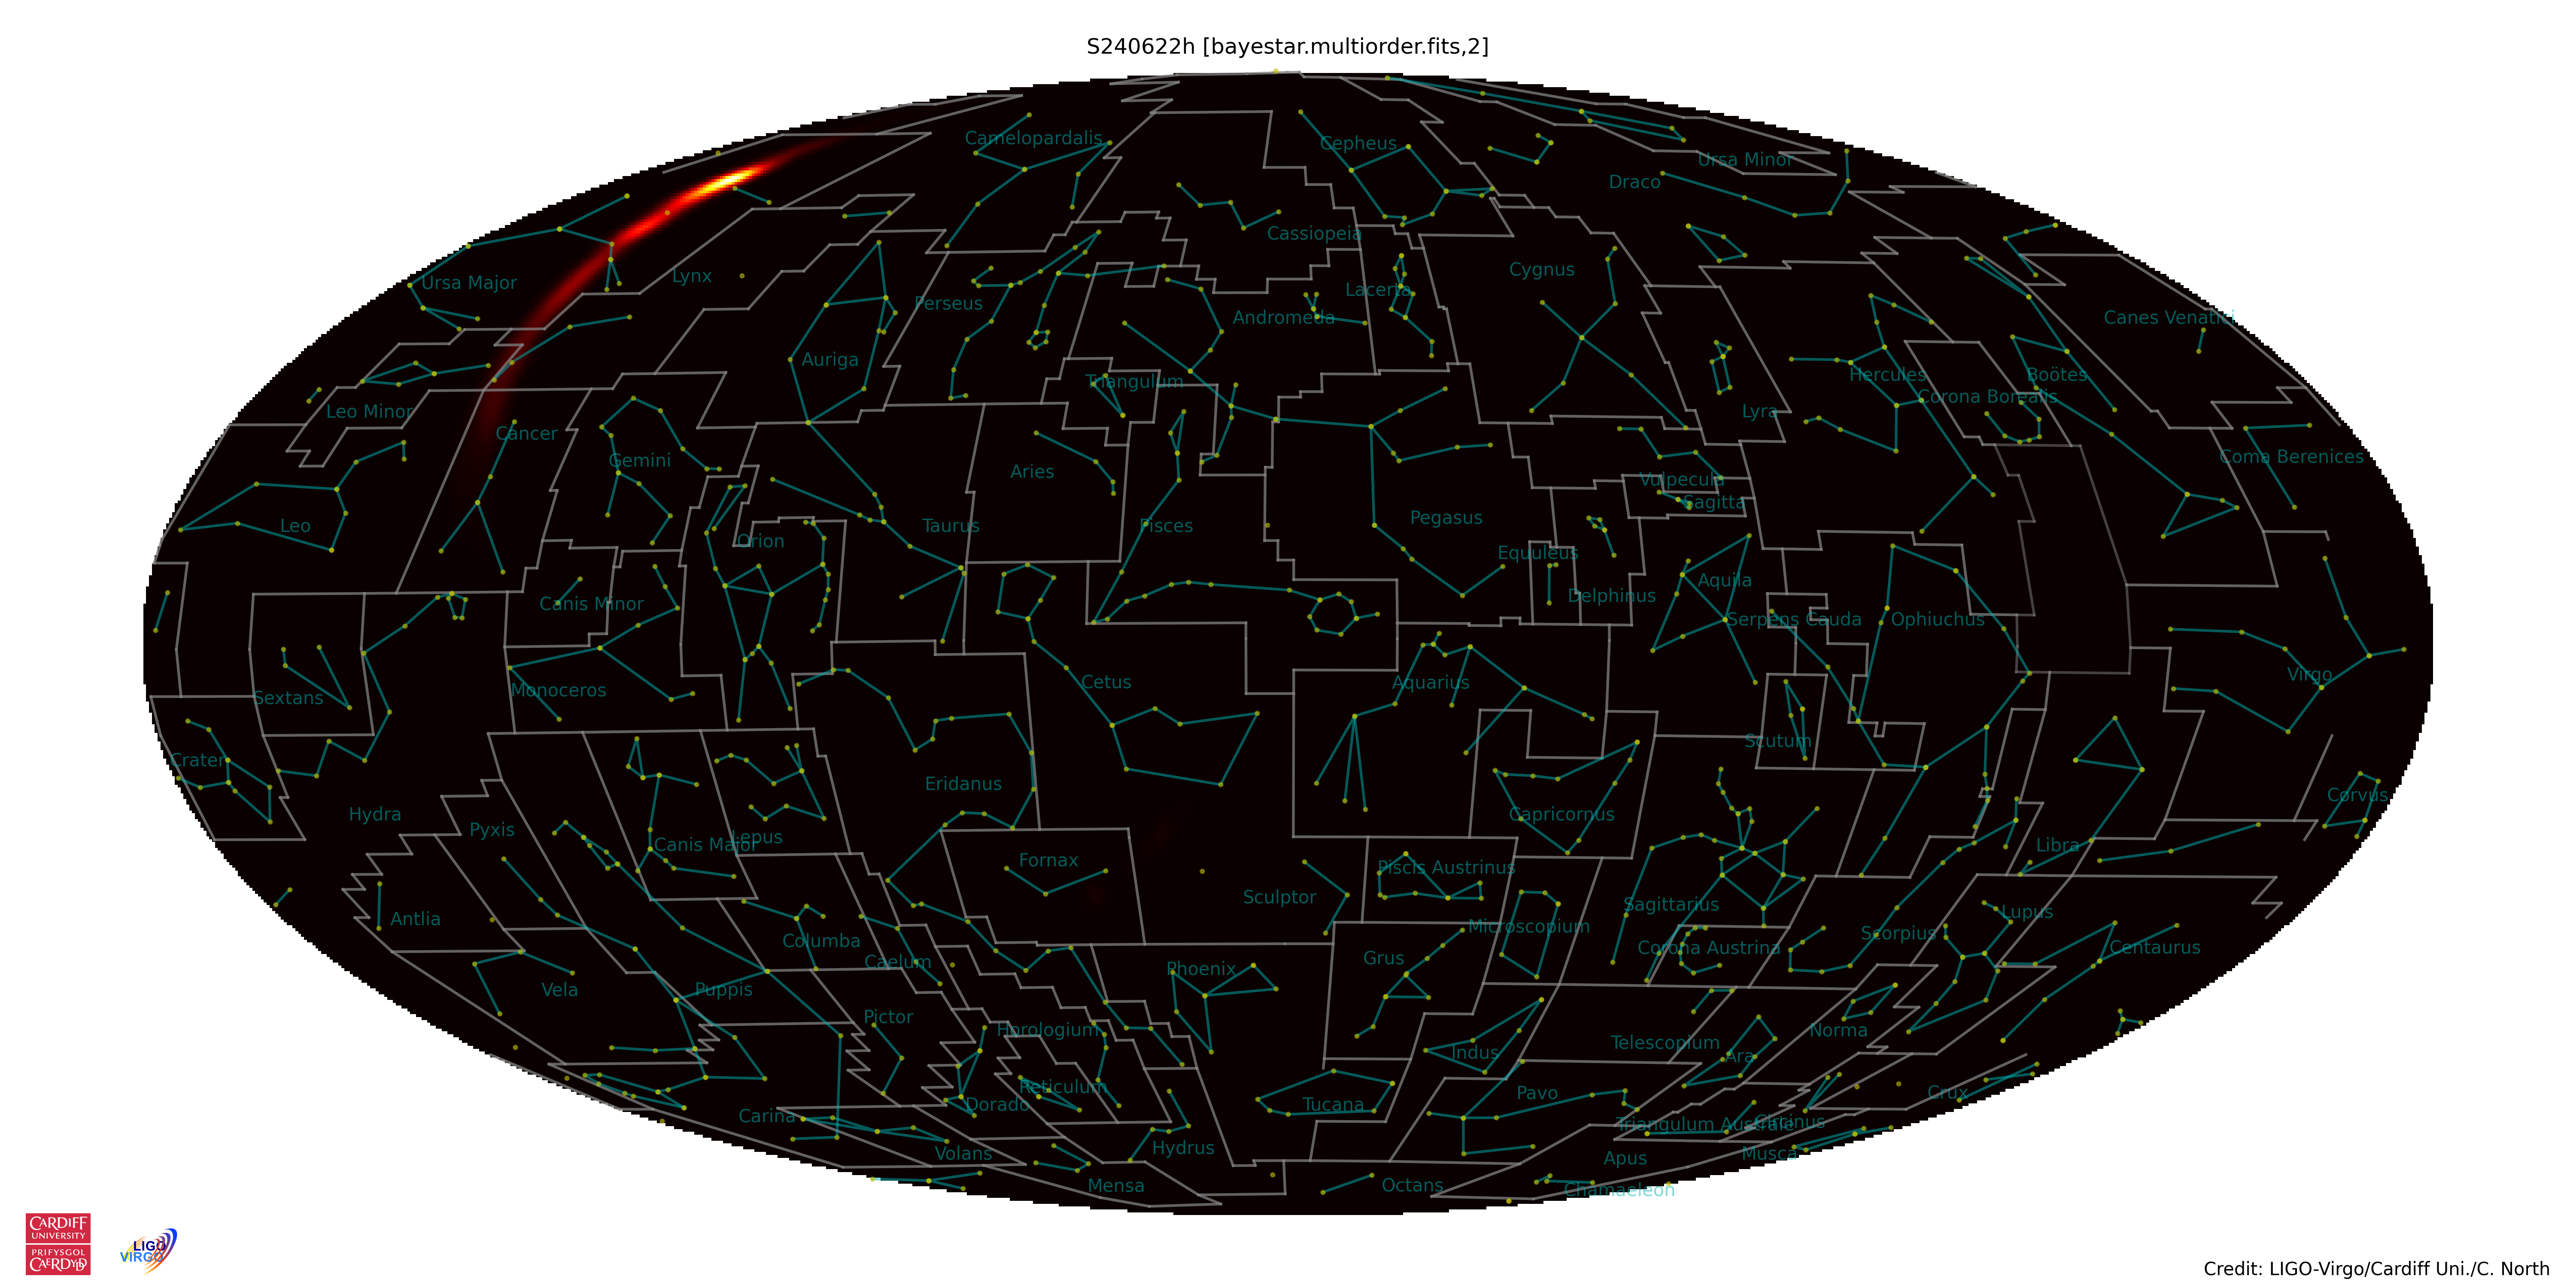 S240622h [bayestar.multiorder.fits,2]
Camelopardalis
Cepheus
Ursa Minor
Draco
Cassiopeia
Ursa Major
Lynx
Perseus
Lacerta
Cygnus
Andromeda
Canes Venatici
Auriga
Triangulum
Hercules
Boötes
Corona Borealis
Leo Minor
Lyra
Cancer
Gemini
Aries
Coma Berenices
Vulpecula
Sagitta
Leo
Orion
Taurus
Pisces
Pegasus
Equuleus
Canis Minor
Delphinus
Aquila
Serpens Cauda
Ophiuchus
Sextans
Monoceros
Cetus
Aquarius
Virgo
Crater
Scutum
Hydra
Pyxis
Eridanus
Capricornus
Corvus
Canis Major
Lepus
Libra
Fornax
Piscis Austrinus
Sculptor
Antlia
Sagittarius
Lupus
Columba
Microscopium
Corona Austrina
Scorpius
Centaurus
Caelum
Phoenix
Grus
Vela
Puppis
Pictor
Horologium
Indus
Telescopium
Ara
Norma
Reticulum
Dorado
Tucana
Pavo
Crux
Carina
Triangulum Australe
Circinus
Volans
Hydrus
Apus
Musca
Mensa
Octans
Chamaeleon
CARDIFF
UNIVERSITY
PRIFYSGOL
CAERDYDD
LIGO
VIRGO
Credit: LIGO-Virgo/Cardiff Uni./C. North